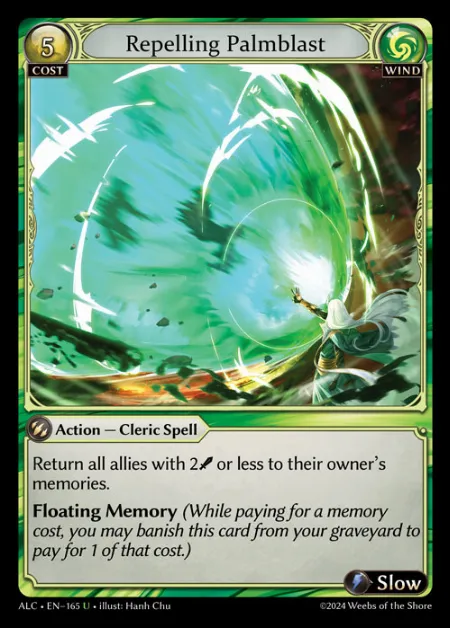 5
Repelling Palmblast
COST
WIND
Action — Cleric Spell
Return all allies with 2 or less to their owner's
memories.
Floating Memory (While paying for a memory
cost, you may banish this card from your graveyard to
pay for 1 of that cost.)
Slow
ALC • EN–165 U • illust: Hanh Chu
©2024 Weebs of the Shore